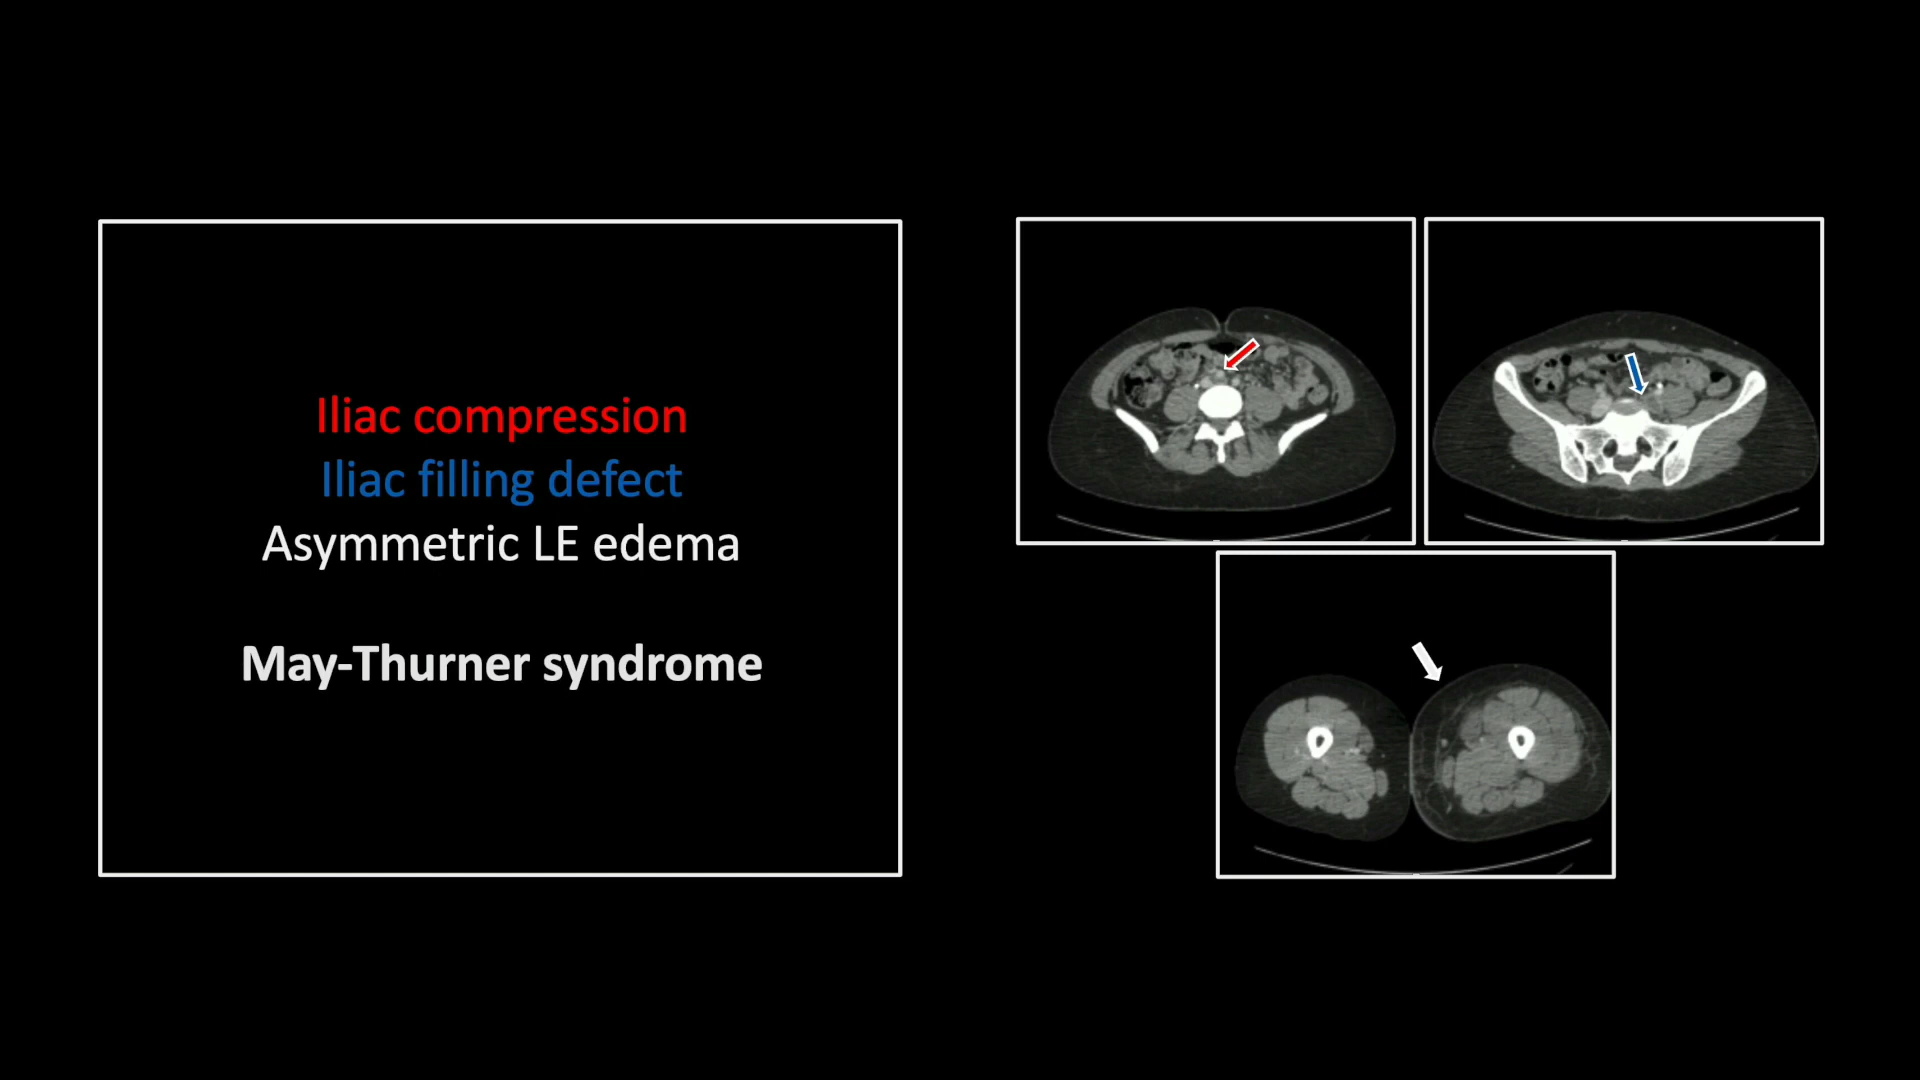 Iliac compression
Iliac filling defect
Asymmetric LE edema
May-Thurner syndrome